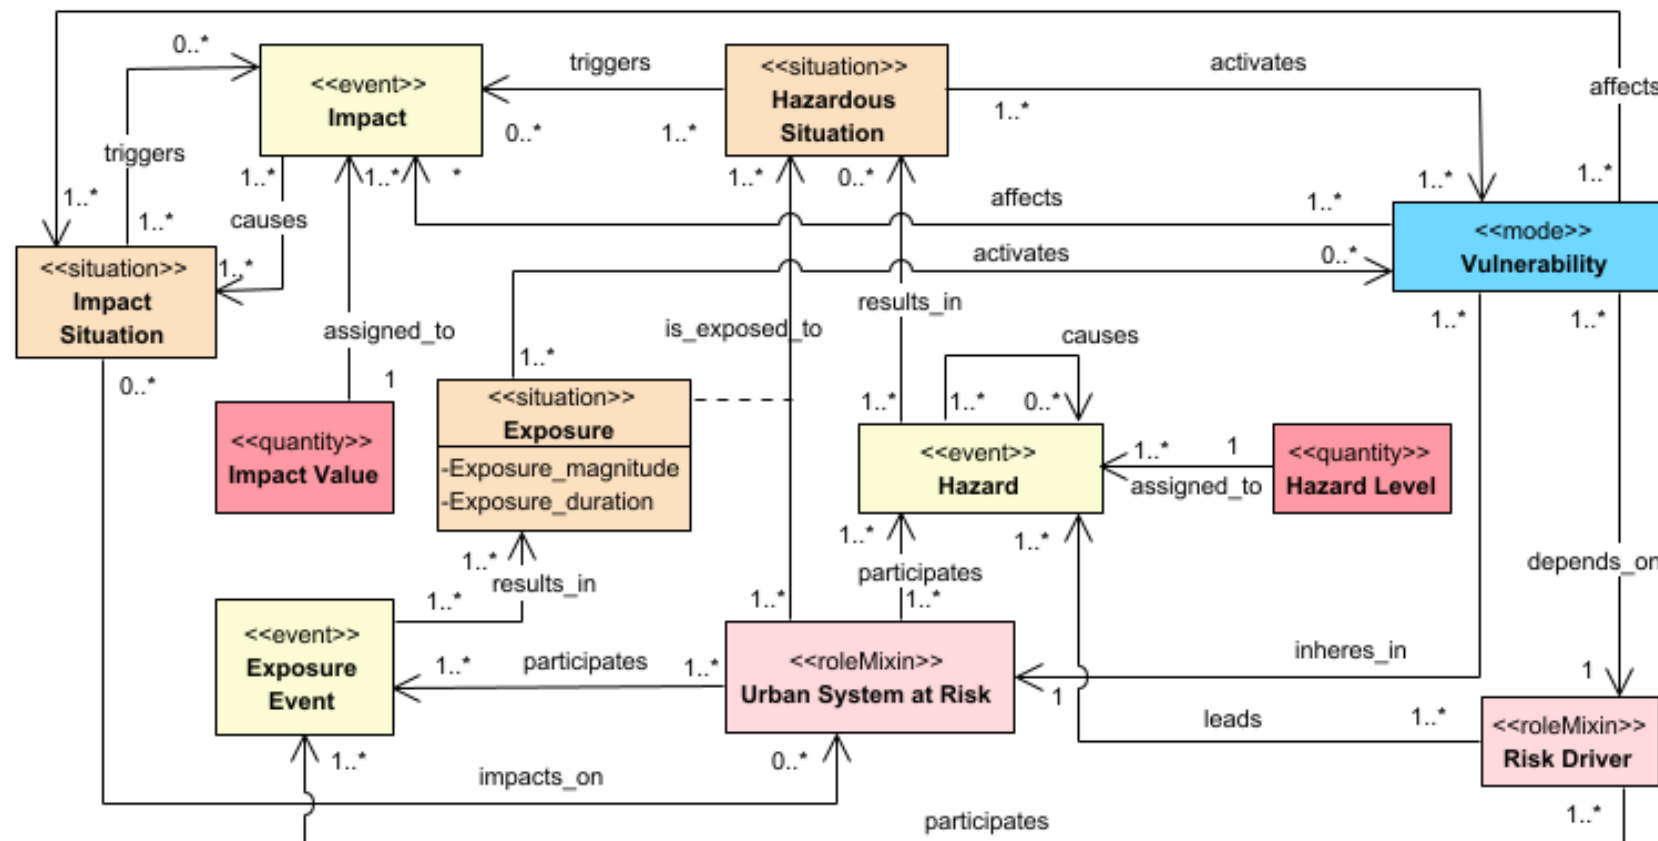 0..*
<<event>>
Impact
triggers
<<situation>>
Hazardous
Situation
activates
affects
0..*
1..*
1..*
triggers
1..*
1..*
*
1..*
0..*
1..*
1..*
1..*
causes
affects
1..*
1..*
1..*
<<situation>>
Impact
Situation
activates
0..*
<<mode>>
Vulnerability
assigned_to
is_exposed_to
results_in
causes
1..*
1..*
0..*
1
1..*
<<quantity>>
Impact Value
<<situation>>
Exposure
-Exposure_magnitude
-Exposure_duration
1..*
1..*
0..*
<<event>>
Hazard
1..*
1
assigned_to
<<quantity>>
Hazard Level
1..*
results_in
1..*
1..*
participates
1..*
1..*
1..*
depends_on
<<event>>
Exposure
Event
1..*
participates
1..*
<<roleMixin>>
Urban System at Risk
1
inheres_in
1
leads
1..*
<<roleMixin>>
Risk Driver
1..*
impacts_on
0..*
participates
1..*